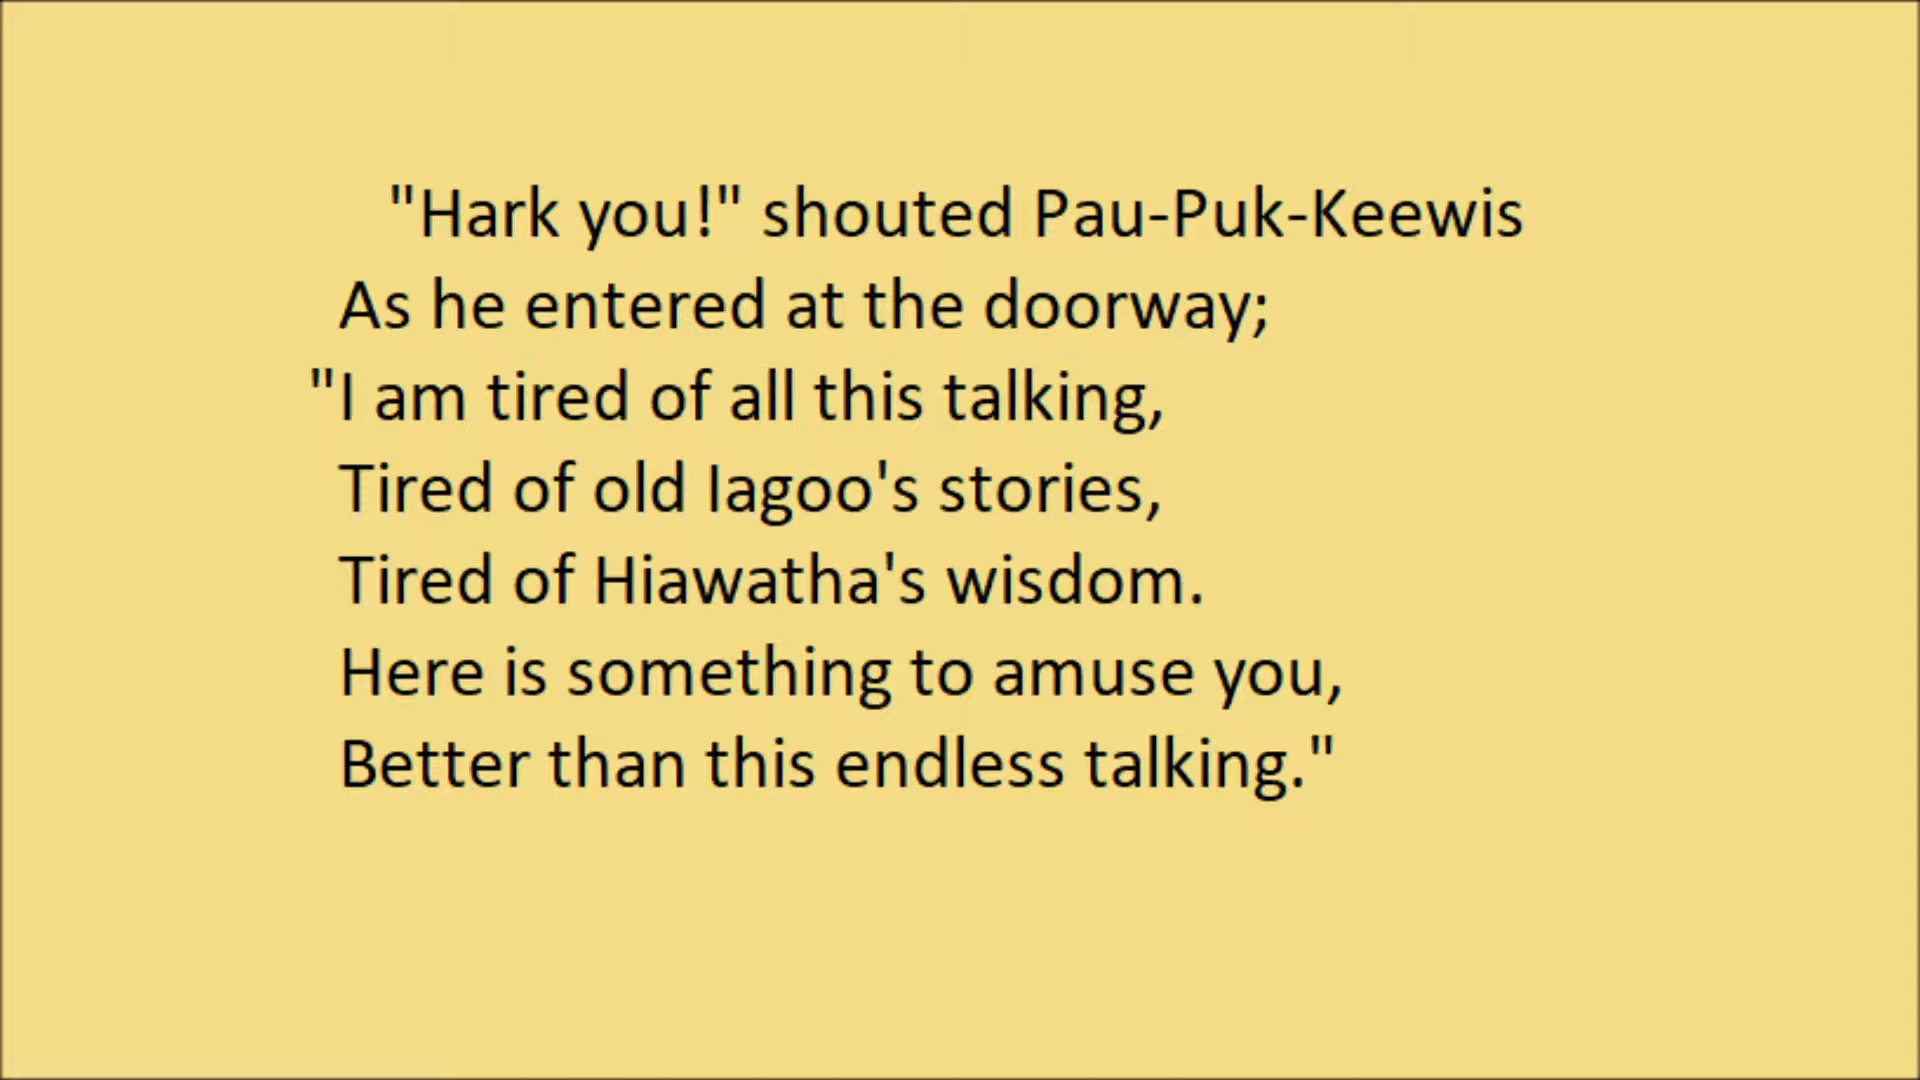 "Hark you!" shouted Pau-Puk-Keewis
As he entered at the doorway;
"I am tired of all this talking,
Tired of old Iagoo's stories,
Tired of Hiawatha's wisdom.
Here is something to amuse you,
Better than this endless talking."